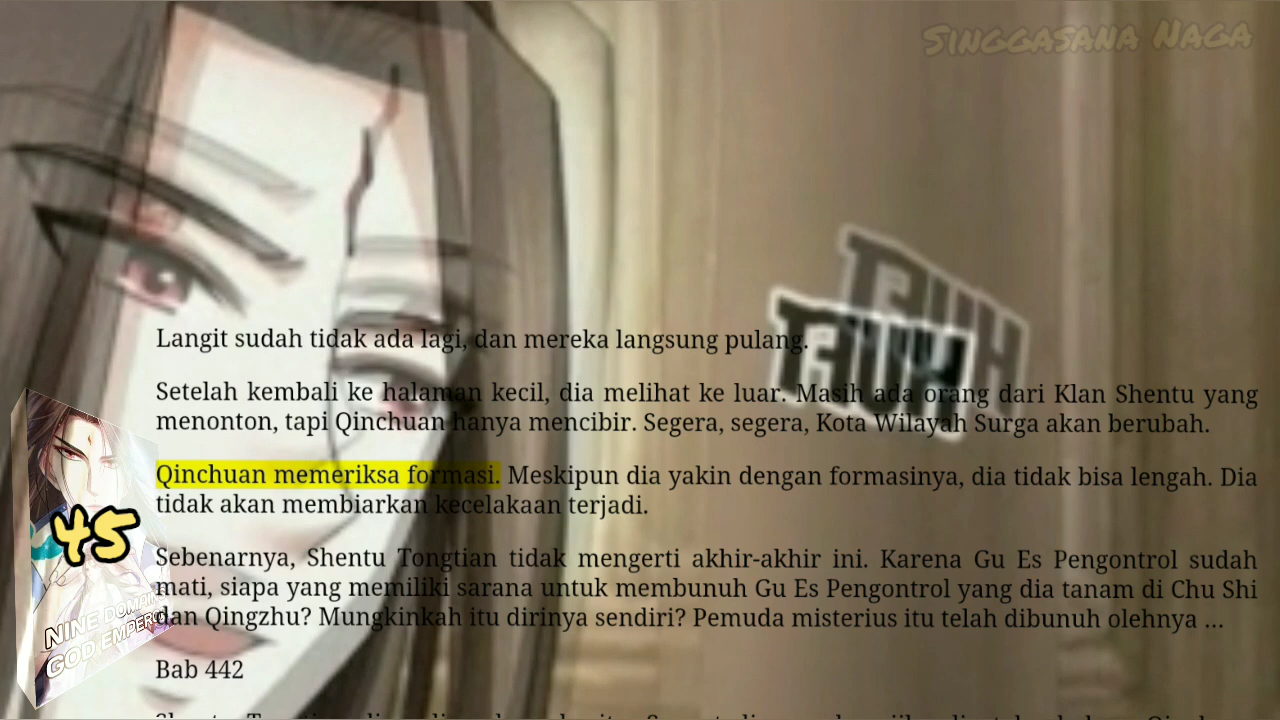 Singgasana Naga
Langit sudah tidak ada lagi, dan mereka langsung pulang.
Setelah kembali ke halaman kecil, dia melihat ke luar. Masih ada orang dari Klan Shentu yang
menonton, tapi Qinchuan hanya mencibir. Segera, segera, Kota Wilayah Surga akan berubah.
Qinchuan memeriksa formasi. Meskipun dia yakin dengan formasinya, dia tidak bisa lengah. Dia
tidak akan membiarkan kecelakaan terjadi.
Sebenarnya, Shentu Tongtian tidak mengerti akhir-akhir ini. Karena Gu Es Pengontrol sudah
mati, siapa yang memiliki sarana untuk membunuh Gu Es Pengontrol yang dia tanam di Chu Shi
dan Qingzhu? Mungkinkah itu dirinya sendiri? Pemuda misterius itu telah dibunuh olehnya ...
Bab 442
45
NINE DOMAIN
GOD EMPEROR